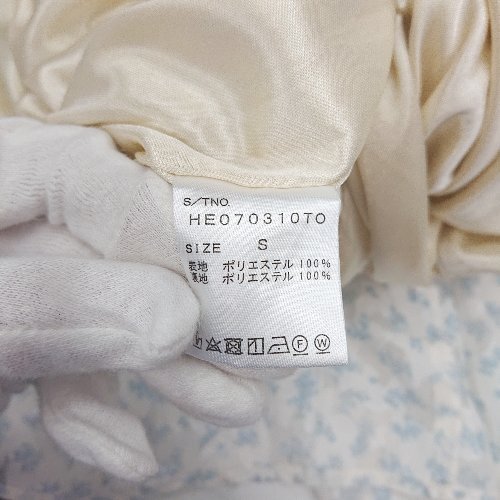 S/TNO.
HE070310TO
SIZE S
表地 ポリエステル 100%
裏地 ポリエステル 100%
F W